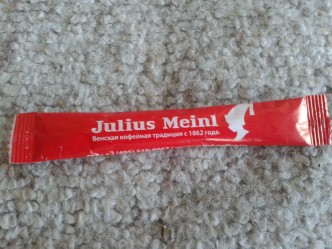 Julius Meinl
Венская кофейная традиция с 1862 года.